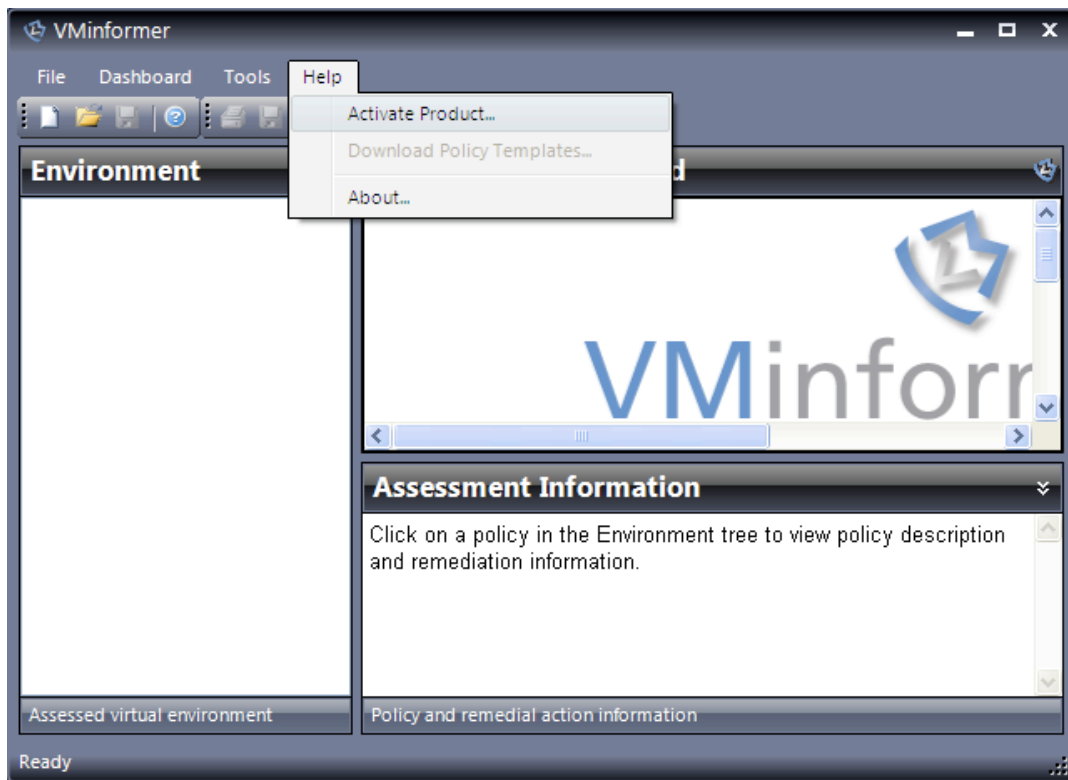 VMinformer
File Dashboard Tools Help
Activate Product...
Download Policy Templates...
About...
Environment
VMinfor
Assessment Information
Click on a policy in the Environment tree to view policy description
and remediation information.
Assessed virtual environment
Policy and remedial action information
Ready